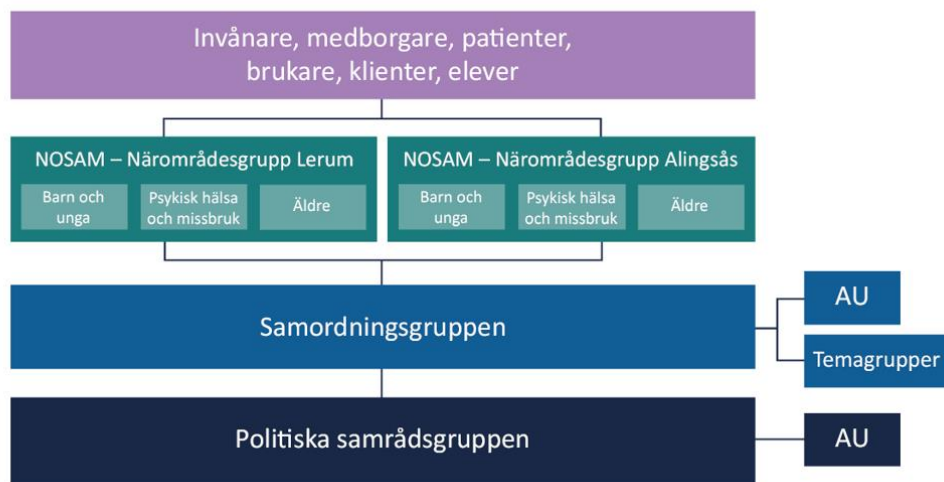 Invånare, medborgare, patienter,
brukare, klienter, elever
NOSAM – Närområdesgrupp Lerum
Barn och
unga
Psykisk hälsa
och missbruk
Äldre
NOSAM – Närområdesgrupp Alingsås
Barn och
unga
Psykisk hälsa
och missbruk
Äldre
Samordningsgruppen
AU
Temagrupper
Politiska samrådsgruppen
AU